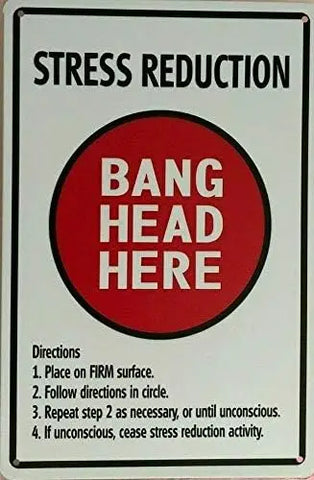 STRESS REDUCTION
BANG
HEAD
HERE
Directions
1. Place on FIRM surface.
2. Follow directions in circle.
3. Repeat step 2 as necessary, or until unconscious.
4. If unconscious, cease stress reduction activity.